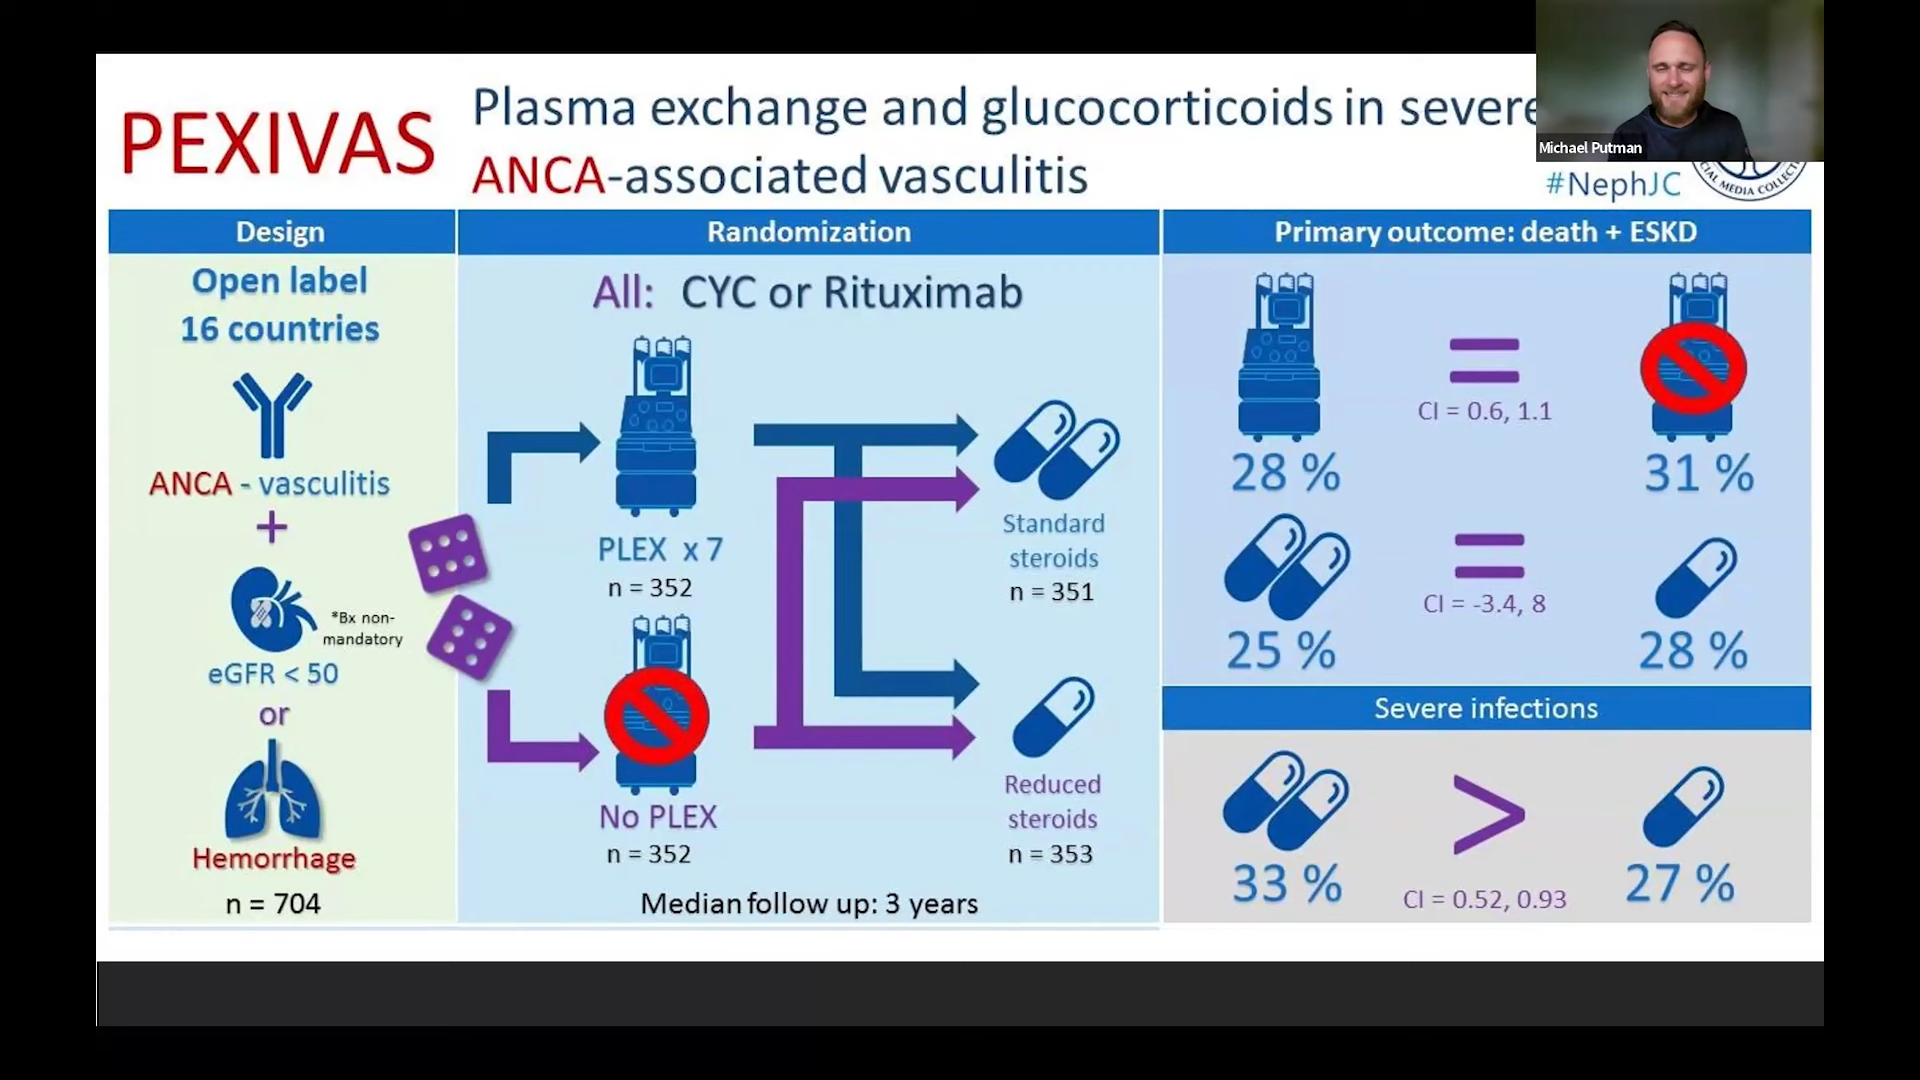 PEXIVAS
Plasma exchange and glucocorticoids in severe
ANCA-associated vasculitis
Michael Putman
#NephJC
CIAL MEDIA COLLEC
Design
Open label
16 countries
ANCA - vasculitis
+
*Bx non-
mandatory
eGFR < 50
or
Hemorrhage
n = 704
Randomization
All: CYC or Rituximab
PLEX x 7
n = 352
No PLEX
n = 352
Standard
steroids
n = 351
Reduced
steroids
n = 353
Median follow up: 3 years
Primary outcome: death + ESKD
=
CI = 0.6, 1.1
28 %
31 %
=
CI = -3.4, 8
25 %
28 %
Severe infections
>
33 %
CI = 0.52, 0.93
27 %